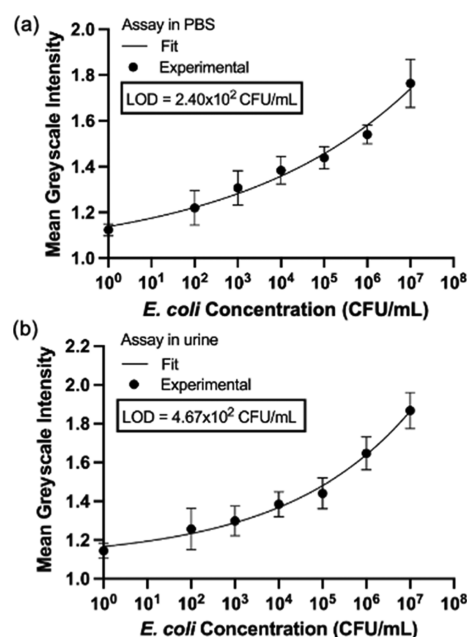 (a)
Assay in PBS
— Fit
● Experimental
LOD = 2.40x10² CFU/mL
Mean Greyscale Intensity
2.0
1.8
1.6
1.4
1.2
1.0
10⁰ 10¹ 10² 10³ 10⁴ 10⁵ 10⁶ 10⁷ 10⁸
E. coli Concentration (CFU/mL)
(b)
Assay in urine
— Fit
● Experimental
LOD = 4.67x10² CFU/mL
Mean Greyscale Intensity
2.2
2.0
1.8
1.6
1.4
1.2
1.0
10⁰ 10¹ 10² 10³ 10⁴ 10⁵ 10⁶ 10⁷ 10⁸
E. coli Concentration (CFU/mL)